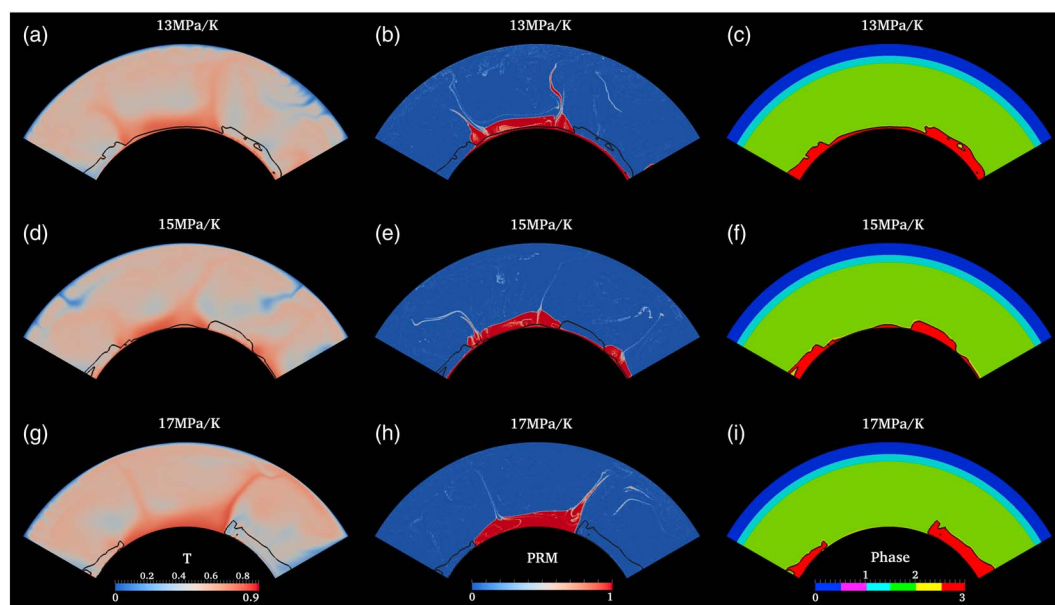 (a) 13MPa/K (b) 13MPa/K (c) 13MPa/K
(d) 15MPa/K (e) 15MPa/K (f) 15MPa/K
(g) 17MPa/K (h) 17MPa/K (i) 17MPa/K
T PRM Phase
0.2 0.4 0.6 0.8 1 2
0 0.9 0 1 0 3